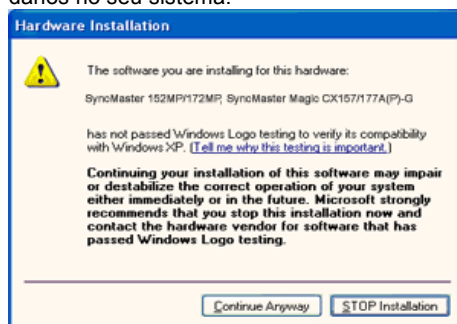 danos no seu sistema.
Hardware Installation
The software you are installing for this hardware:
SyncMaster 152MP/172MP, SyncMaster Magic CX157/177A(P)-G
has not passed Windows Logo testing to verify its compatibility
with Windows XP. (Tell me why this testing is important.)
Continuing your installation of this software may impair
or destabilize the correct operation of your system
either immediately or in the future. Microsoft strongly
recommends that you stop this installation now and
contact the hardware vendor for software that has
passed Windows Logo testing.
Continue Anyway
STOP Installation